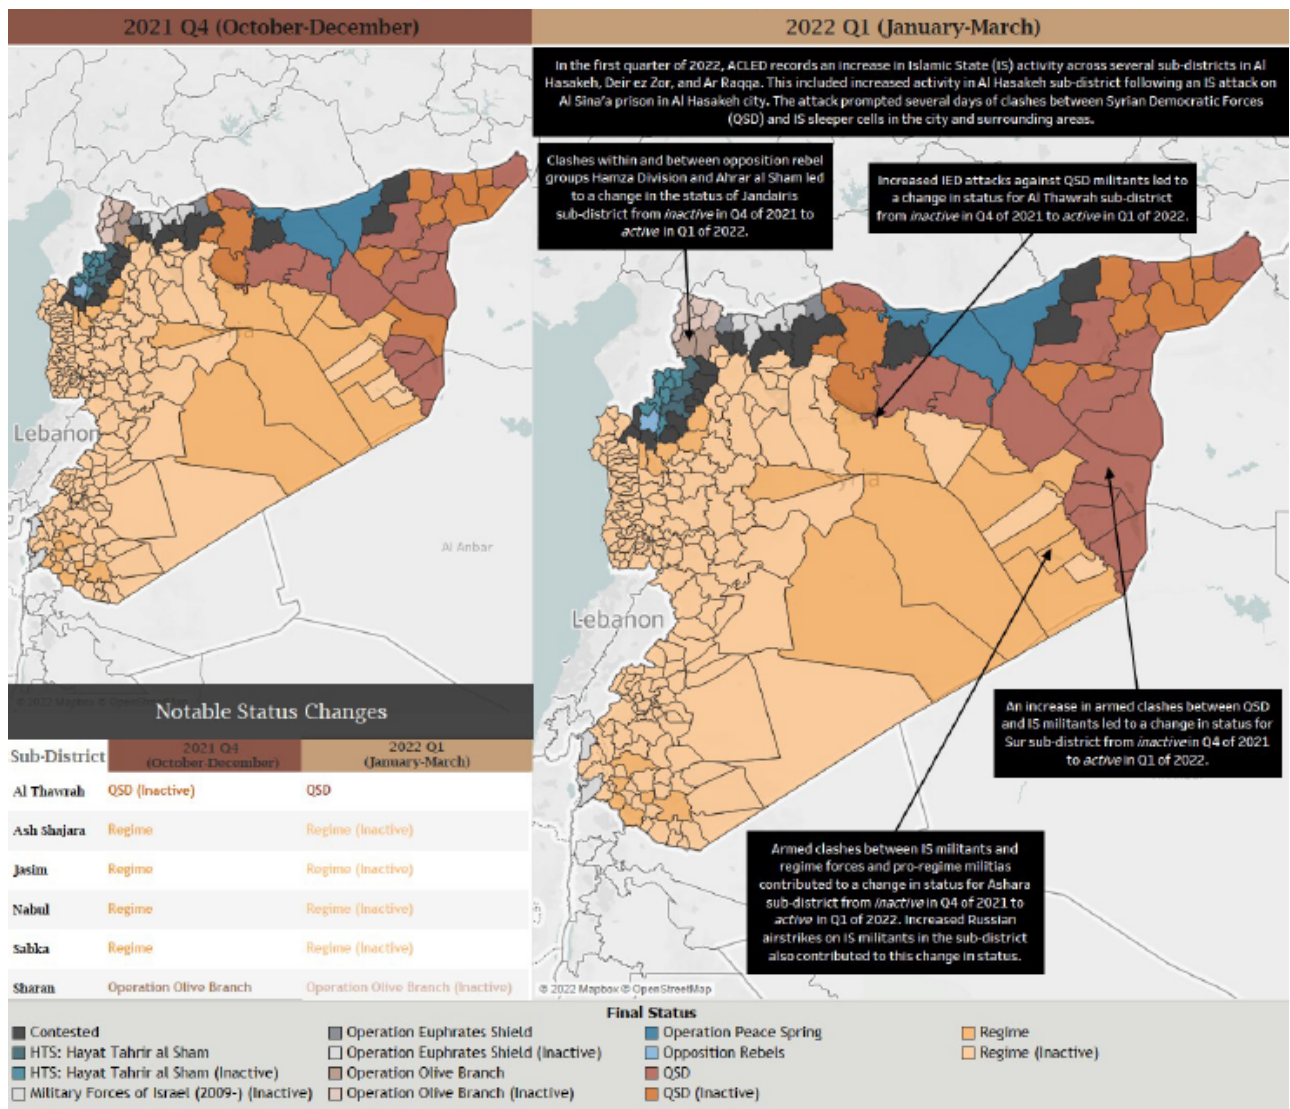 2021 Q4 (October-December)
2022 Q1 (January-March)
In the first quarter of 2022, ACLED records an increase in Islamic State (IS) activity across several sub-districts in Al
Hasakeh, Deir ez Zor, and Ar Raqqa. This included increased activity in Al Hasakeh sub-district following an IS attack on
Al Sina'a prison in Al Hasakeh city. The attack prompted several days of clashes between Syrian Democratic Forces
(QSD) and IS sleeper cells in the city and surrounding areas.
Clashes within and between opposition rebel
groups Hamza Division and Ahrar al Sham led
to a change in the status of Jandairis
sub-district from inactive in Q4 of 2021 to
active in Q1 of 2022.
Increased IED attacks against QSD militants led to
a change in status for Al Thawrah sub-district
from inactive in Q4 of 2021 to active in Q1 of 2022.
Syria
Lebanon
Al Anbar
Syria
Lebanon
An increase in armed clashes between QSD
and IS militants led to a change in status for
Sur sub-district from inactive in Q4 of 2021
to active in Q1 of 2022.
Armed clashes between IS militants and
regime forces and pro-regime militias
contributed to a change in status for Ashara
sub-district from inactive in Q4 of 2021 to
active in Q1 of 2022. Increased Russian
airstrikes on IS militants in the sub-district
also contributed to this change in status.
© 2022 Mapbox © OpenStreetMap
Notable Status Changes
Sub-District 2021 Q4 (October-December) 2022 Q1 (January-March)
Al Thawrah QSD (Inactive) QSD
Ash Shajara Regime Regime (Inactive)
Jasim Regime Regime (Inactive)
Nabul Regime Regime (Inactive)
Sabka Regime Regime (Inactive)
Sharan Operation Olive Branch Operation Olive Branch (Inactive)
© 2022 Mapbox © OpenStreetMap
Final Status
Contested
HTS: Hayat Tahrir al Sham
HTS: Hayat Tahrir al Sham (Inactive)
Military Forces of Israel (2009-) (Inactive)
Operation Euphrates Shield
Operation Euphrates Shield (Inactive)
Operation Olive Branch
Operation Olive Branch (Inactive)
Operation Peace Spring
Opposition Rebels
QSD
QSD (Inactive)
Regime
Regime (Inactive)